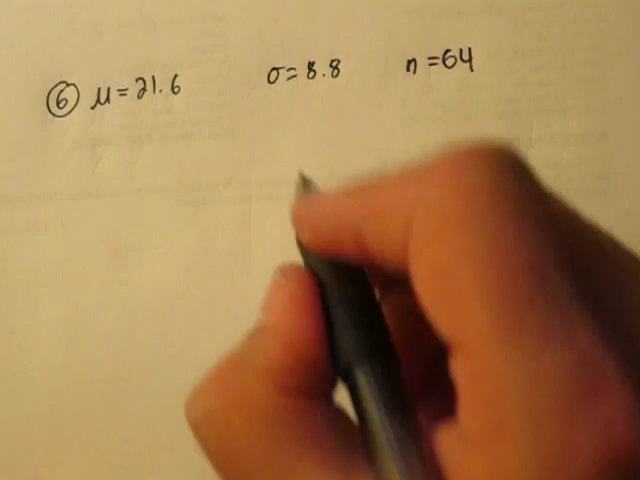 ⑥ μ = 21.6 σ = 8.8 n = 64